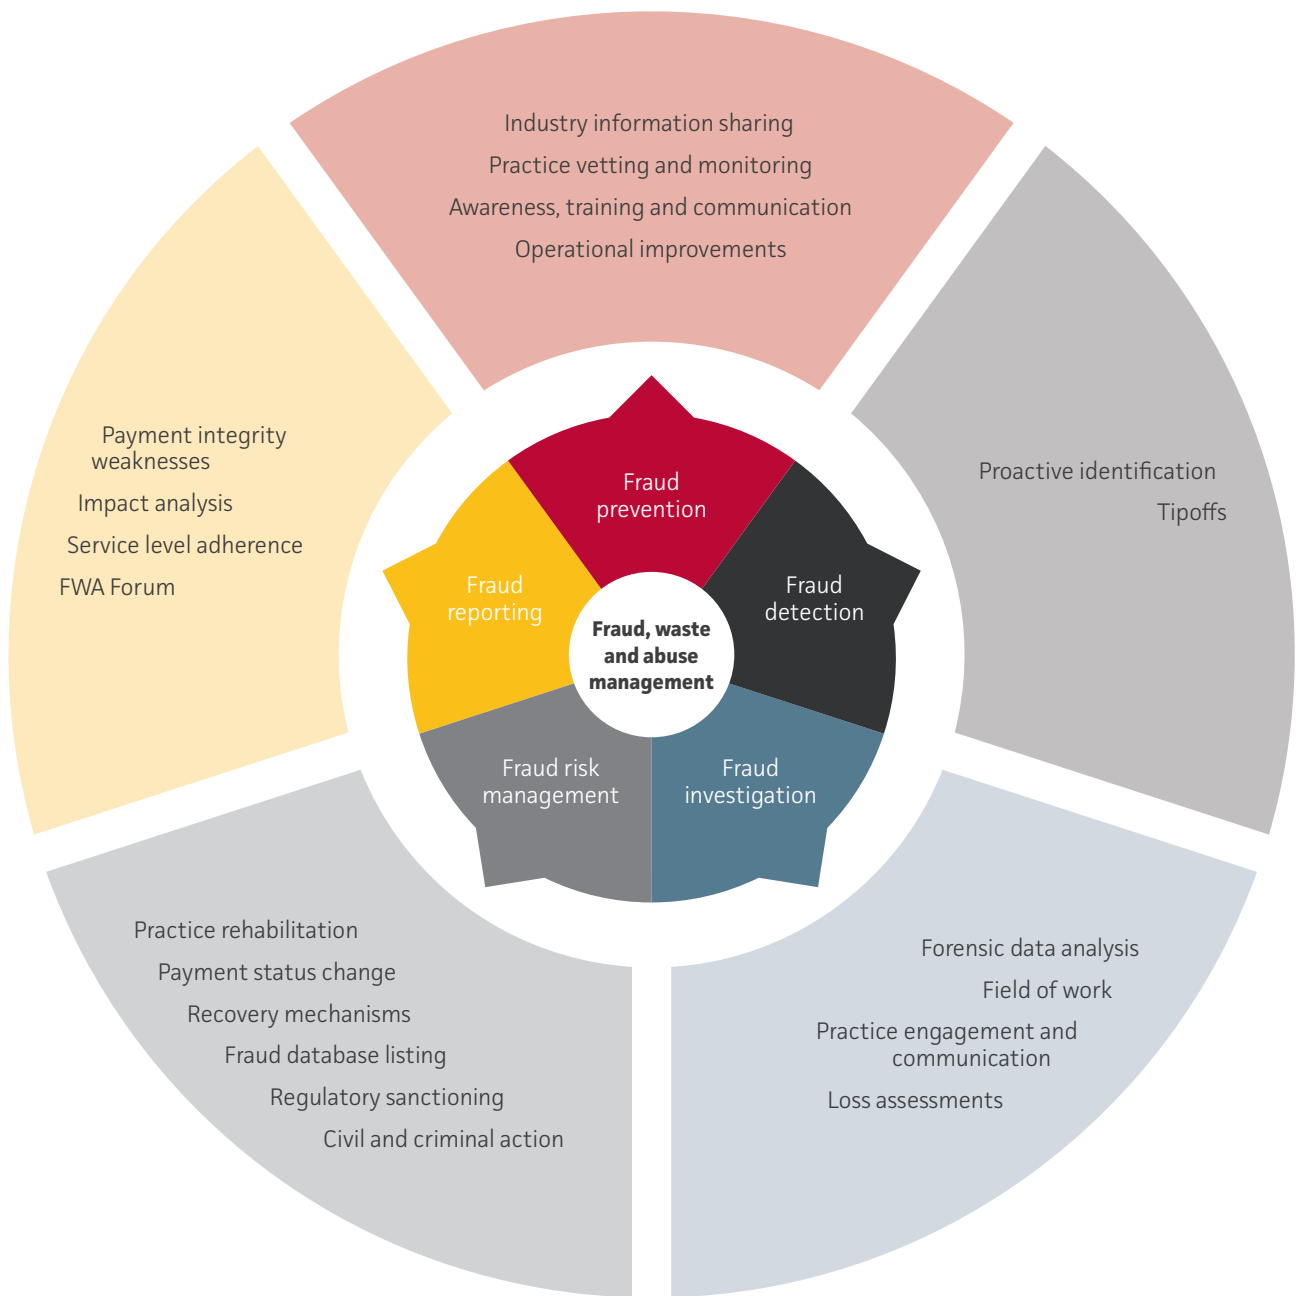 Industry information sharing
Practice vetting and monitoring
Awareness, training and communication
Operational improvements
Payment integrity
weaknesses
Impact analysis
Service level adherence
FWA Forum
Proactive identification
Tipoffs
Fraud
prevention
Fraud
reporting
Fraud
detection
Fraud, waste
and abuse
management
Fraud risk
management
Fraud
investigation
Practice rehabilitation
Payment status change
Recovery mechanisms
Fraud database listing
Regulatory sanctioning
Civil and criminal action
Forensic data analysis
Field of work
Practice engagement and
communication
Loss assessments